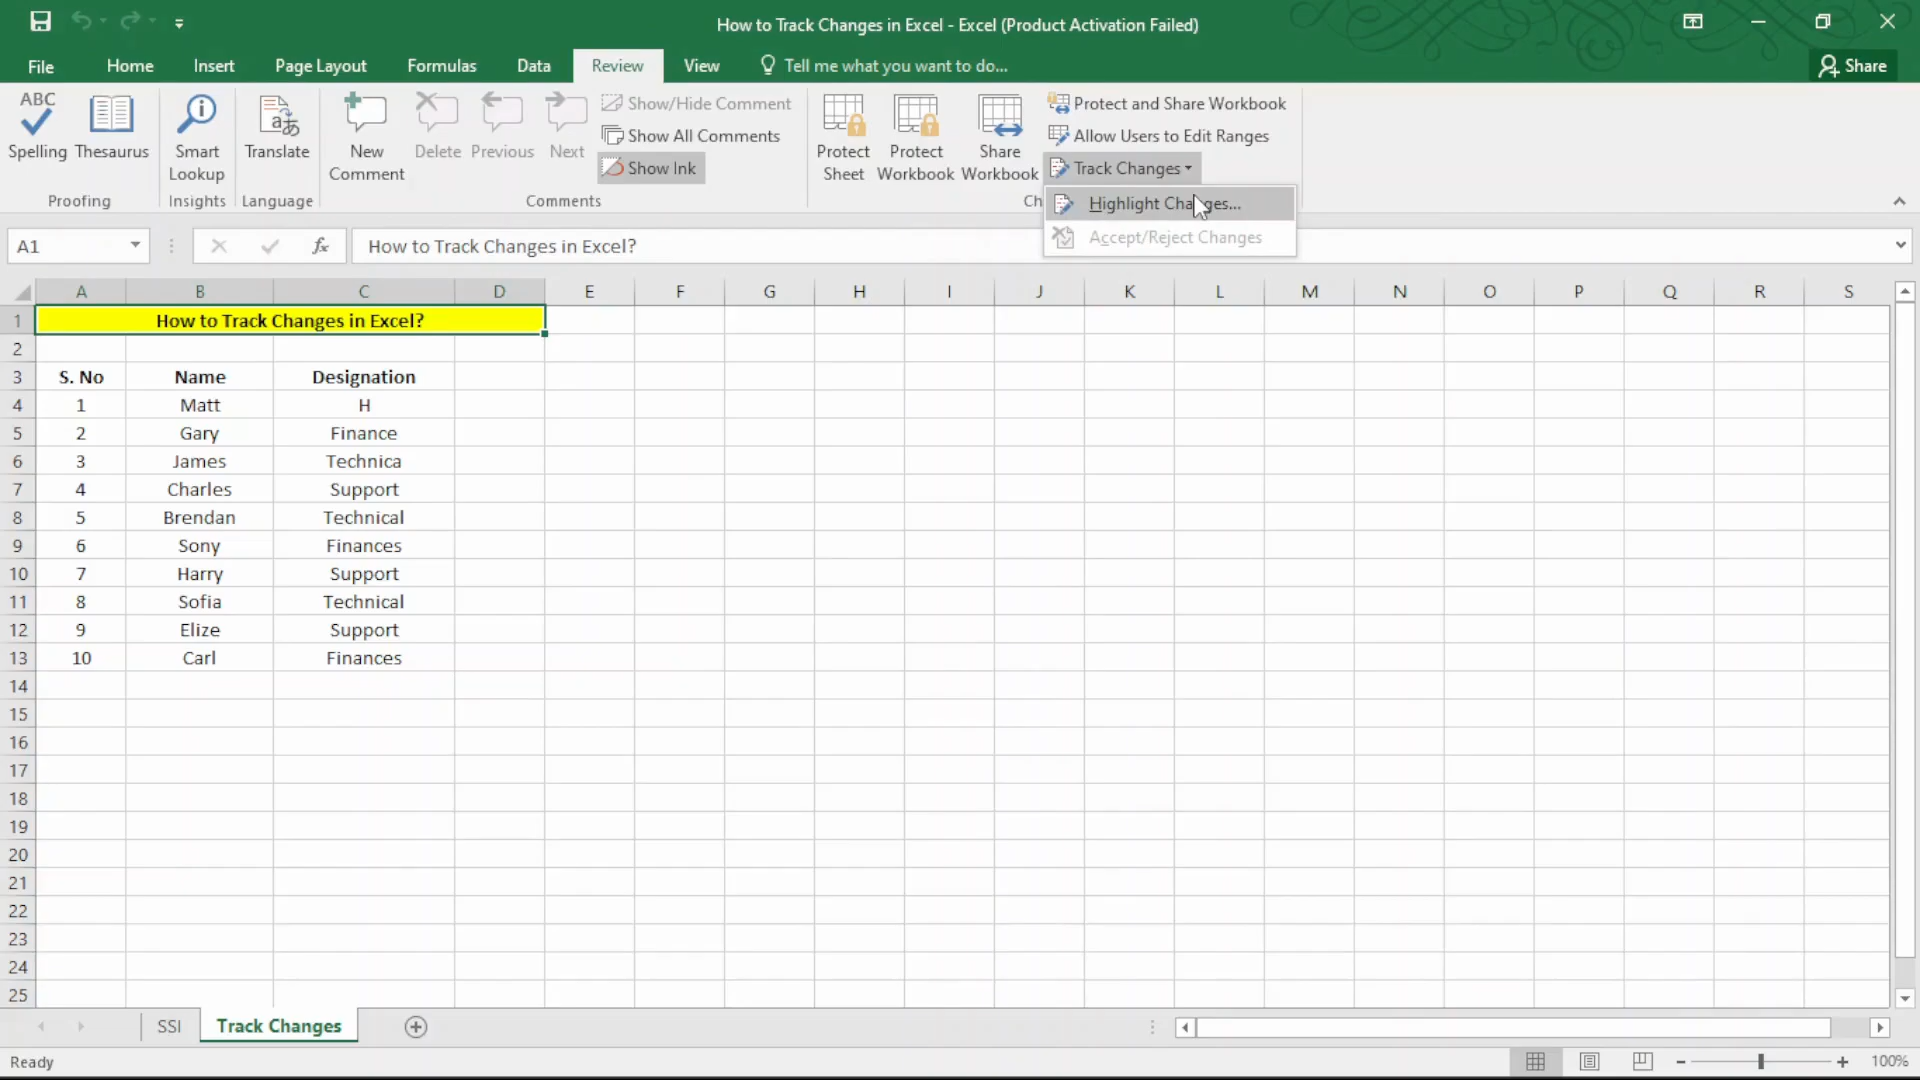 How to Track Changes in Excel - Excel (Product Activation Failed)
File Home Insert Page Layout Formulas Data Review View Tell me what you want to do... Share
ABC
Spelling
Thesaurus
Proofing
Smart
Lookup
Insights
Translate
Language
New
Comment
Delete
Previous
Next
Show/Hide Comment
Show All Comments
Show Ink
Comments
Protect
Sheet
Protect
Workbook
Share
Workbook
Protect and Share Workbook
Allow Users to Edit Ranges
Track Changes
Ch
Highlight Changes...
Accept/Reject Changes
A1 fx How to Track Changes in Excel?
A B C D E F G H I J K L M N O P Q R S
1 How to Track Changes in Excel?
2
3 S. No Name Designation
4 1 Matt H
5 2 Gary Finance
6 3 James Technica
7 4 Charles Support
8 5 Brendan Technical
9 6 Sony Finances
10 7 Harry Support
11 8 Sofia Technical
12 9 Elize Support
13 10 Carl Finances
14
15
16
17
18
19
20
21
22
23
24
25
SSI Track Changes
Ready 100%